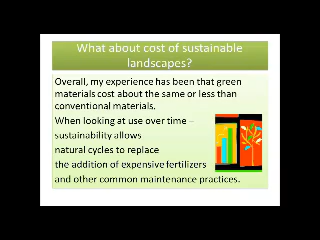 What about cost of sustainable
landscapes?
Overall, my experience has been that green
materials cost about the same or less than
conventional materials.
When looking at use over time –
sustainability allows
natural cycles to replace
the addition of expensive fertilizers
and other common maintenance practices.